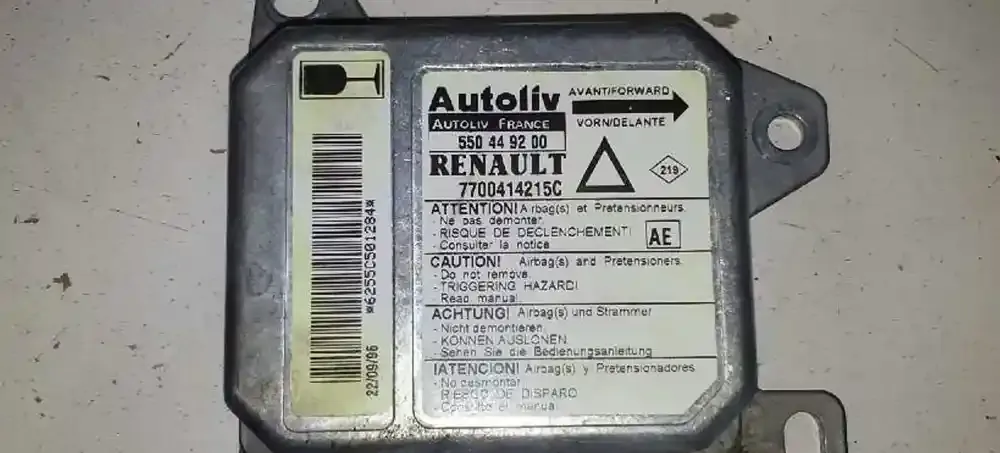 *6255C501284*
22/09/96
Autoliv
AUTOLIV FRANCE
550 44 92 00
RENAULT
7700414215C
AVANT/FORWARD
VORN/DELANTE
219
ATTENTION! Airbag(s) et Pretensionneurs.
- Ne pas demonter.
- RISQUE DE DECLENCHEMENT!
- Consulter la notice
AE
CAUTION! Airbag(s) and Pretensioners.
- Do not remove.
- TRIGGERING HAZARD!
- Read manual.
ACHTUNG! Airbag(s) und Strammer
- Nicht demontieren.
- KONNEN AUSLONEN.
- Sehen Sie die Bedienungsanleitung
!ATENCION! Airbag(s) y Pretensionadores
- No desmontar
- RIESGO DE DISPARO
- Consulte el manual